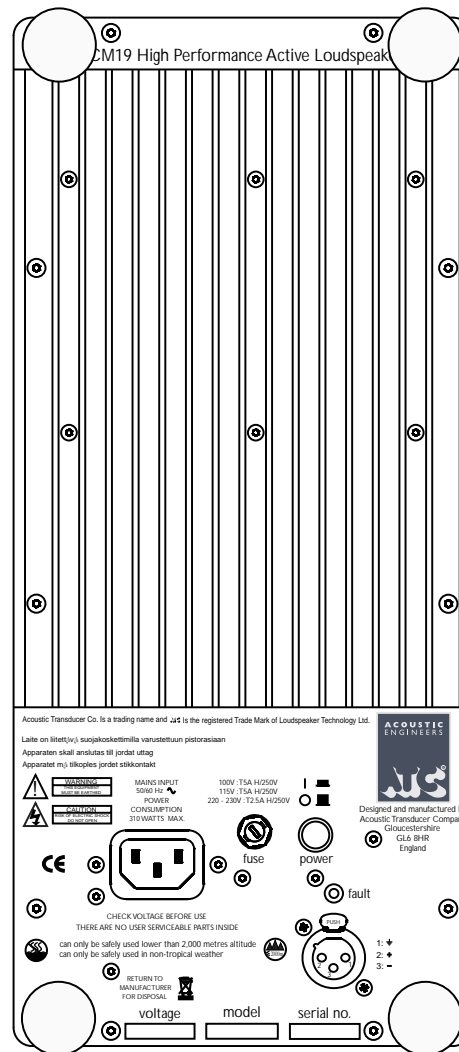 CM19 High Performance Active Loudspeak
Acoustic Transducer Co. Is a trading name and ATC Is the registered Trade Mark of Loudspeaker Technology Ltd.
Laite on suojakoskettimilla varustettuun pistorasiaan
Apparaten skall anslutas till jordat uttag
Apparatet tilkoples jordet stikkontakt
ACOUSTIC
ENGINEERS
Designed and manufactured
Acoustic Transducer Compan
Gloucestershire
GL6 8HR
England
WARNING
THIS EQUIPMENT
MUST BE EARTHED
CAUTION
RISK OF ELECTRIC SHOCK
DO NOT OPEN
MAINS INPUT
50/60 Hz
POWER
CONSUMPTION
310 WATTS MAX.
100V :T5A H/250V
115V :T5A H/250V
220 - 230V :T2.5A H/250V
CE
fuse
power
fault
CHECK VOLTAGE BEFORE USE
THERE ARE NO USER SERVICEABLE PARTS INSIDE
can only be safely used lower than 2,000 metres altitude
can only be safely used in non-tropical weather
PUSH
2 1
3
1:
2: +
3: -
RETURN TO
MANUFACTURER
FOR DISPOSAL
voltage
model
serial no.